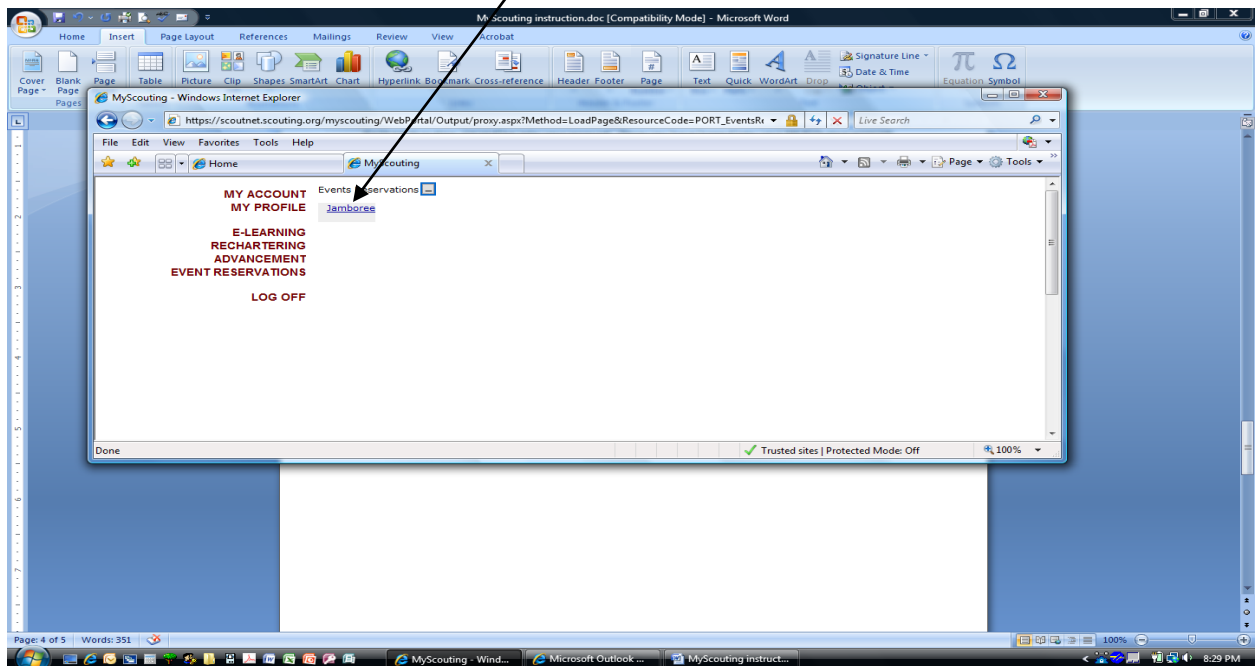 MyScouting instruction.doc [Compatibility Mode] - Microsoft Word
Home Insert Page Layout References Mailings Review View Acrobat
Cover Page Blank Page Page Table Picture Clip Shapes SmartArt Chart Hyperlink Bookmark Cross-reference Header Footer Page Text Quick WordArt Drop Signature Line Date & Time Equation Symbol
Pages
MyScouting - Windows Internet Explorer
https://scoutnet.scouting.org/myscouting/WebPortal/Output/proxy.aspx?Method=LoadPage&ResourceCode=PORT_EventsRe Live Search
File Edit View Favorites Tools Help
Home MyScouting Page Tools
MY ACCOUNT
MY PROFILE
E-LEARNING
RECHARTERING
ADVANCEMENT
EVENT RESERVATIONS
LOG OFF
Events Reservations
Jamboree
Done Trusted sites | Protected Mode: Off 100%
Page: 4 of 5 Words: 351 100%
MyScouting - Wind... Microsoft Outlook ... MyScouting instruct... 8:29 PM